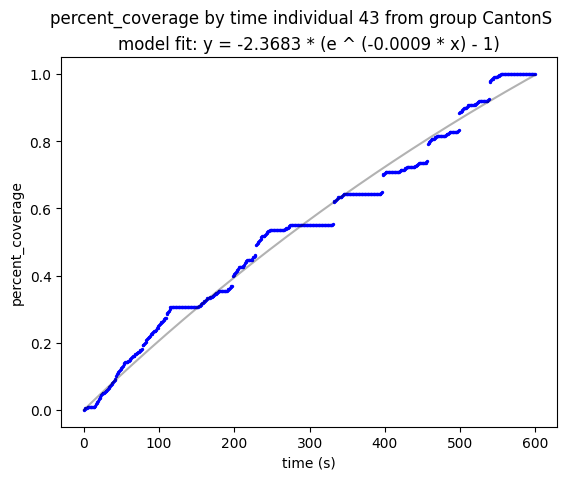 percent_coverage by time individual 43 from group CantonS
model fit: y = -2.3683 * (e ^ (-0.0009 * x) - 1)
1.0
0.8
0.6
0.4
0.2
0.0
percent_coverage
0 100 200 300 400 500 600
time (s)